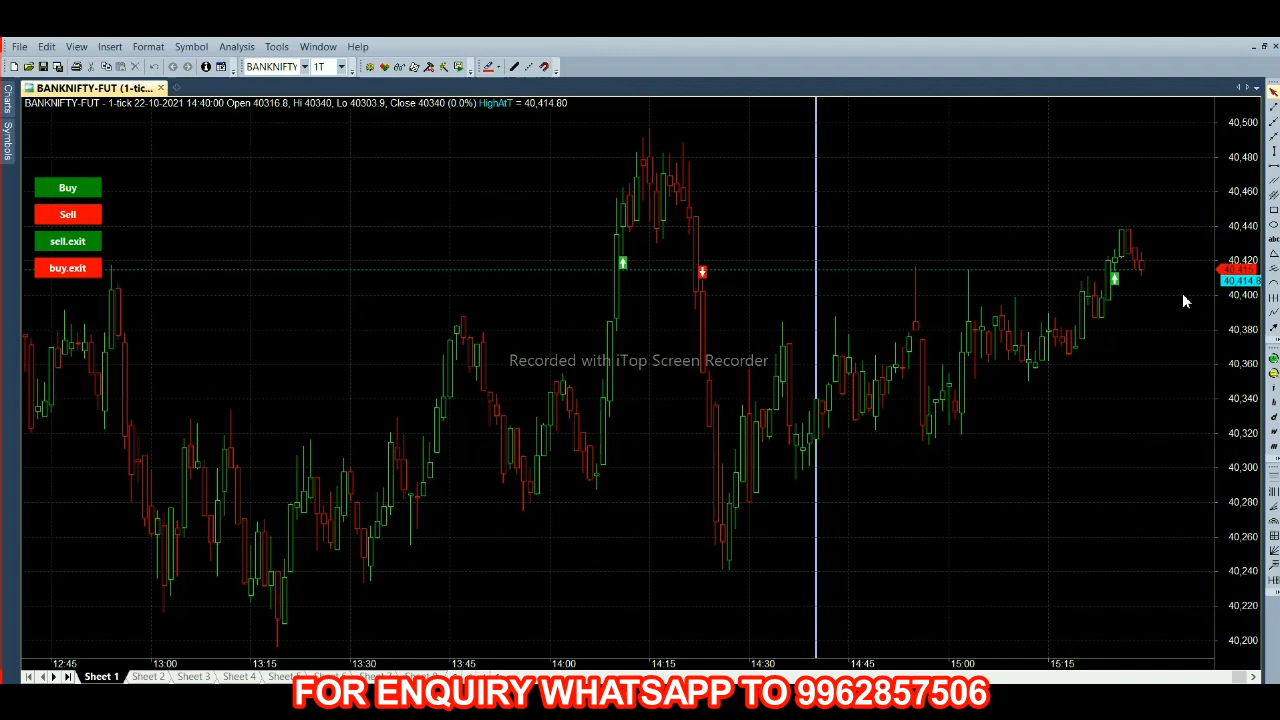 File Edit View Insert Format Symbol Analysis Tools Window Help
BANKNIFTY 1T
BANKNIFTY-FUT (1-tic...
BANKNIFTY-FUT - 1-tick 22-10-2021 14:40:00 Open 40316.8, Hi 40340, Lo 40303.9, Close 40340 (0.0%) HighAtT = 40,414.80
Charts
Symbols
Buy
Sell
sell.exit
buy.exit
40,500
40,480
40,460
40,440
40,420
40,415
40,414.8
40,400
40,380
40,360
40,340
40,320
40,300
40,280
40,260
40,240
40,220
40,200
abc
Recorded with iTop Screen Recorder
12:45 13:00 13:15 13:30 13:45 14:00 14:15 14:30 14:45 15:00 15:15
Sheet 1 Sheet 2 Sheet 3 Sheet 4
FOR ENQUIRY WHATSAPP TO 9962857506